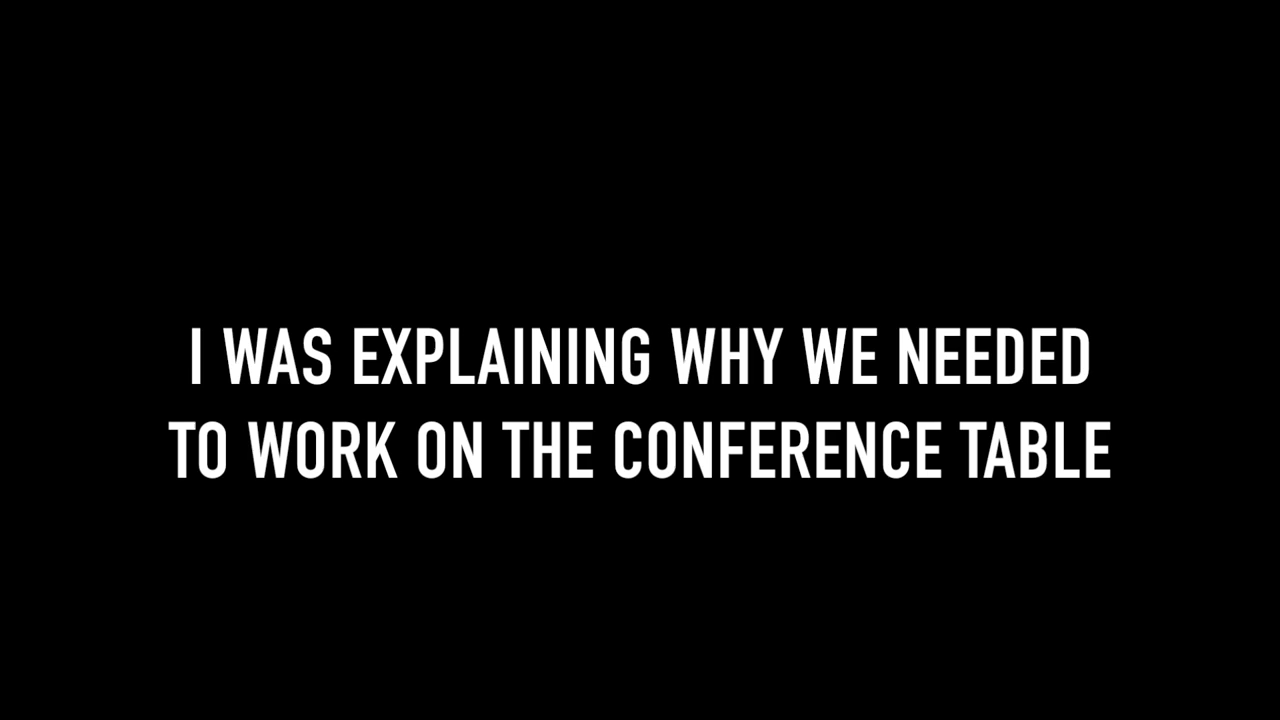 I WAS EXPLAINING WHY WE NEEDED
TO WORK ON THE CONFERENCE TABLE